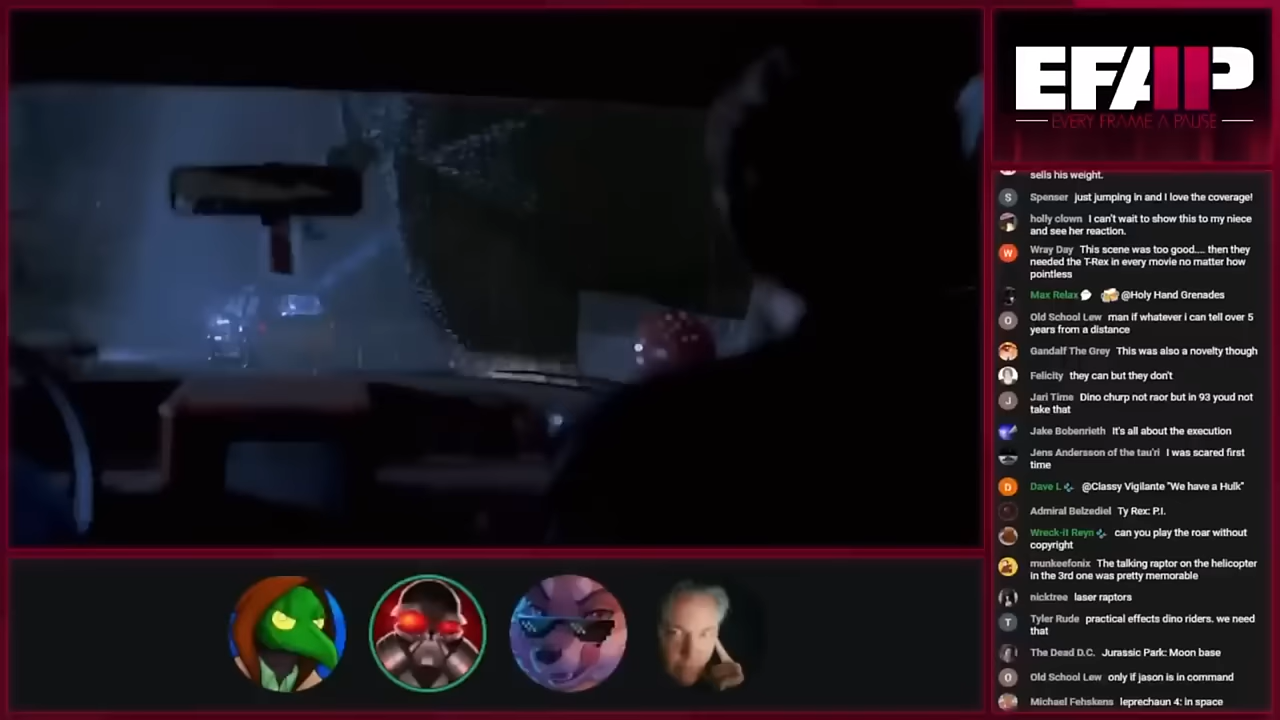 EFAP
EVERY FRAME A PAUSE
sells his weight.
S Spenser just jumping in and I love the coverage!
holly clown I can't wait to show this to my niece
and see her reaction.
W Wray Day This scene was too good.... then they
needed the T-Rex in every movie no matter how
pointless
Max Relax @Holy Hand Grenades
O Old School Lew man if whatever i can tell over 5
years from a distance
Gandalf The Grey This was also a novelty though
Felicity they can but they don't
J Jari Time Dino churp not raor but in 93 youd not
take that
Jake Bobenrieth It's all about the execution
Jens Andersson of the tau'ri I was scared first
time
D Dave L @Classy Vigilante "We have a Hulk"
Admiral Belzediel Ty Rex: P.I.
Wreck-it Reyn can you play the roar without
copyright
munkeefonix The talking raptor on the helicopter
in the 3rd one was pretty memorable
nicktree laser raptors
T Tyler Rude practical effects dino riders. we need
that
The Dead D.C. Jurassic Park: Moon base
O Old School Lew only if jason is in command
Michael Fehskens leprechaun 4: in space